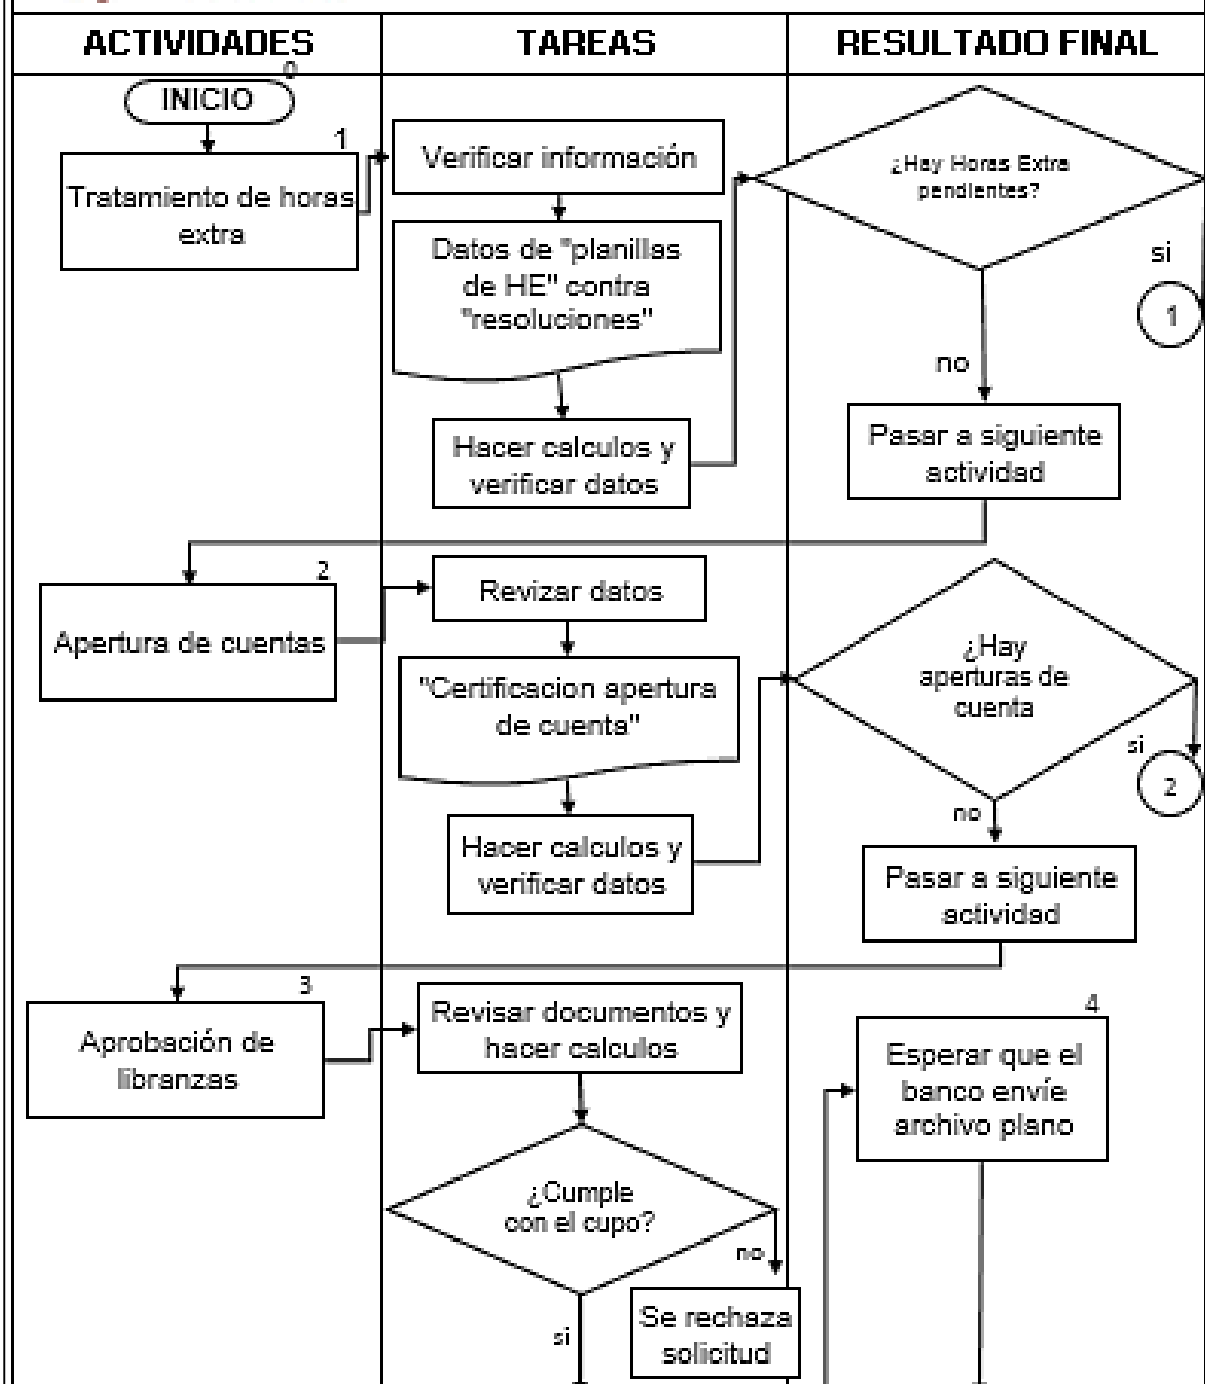 ACTIVIDADES
TAREAS
RESULTADO FINAL
0
INICIO
1
Tratamiento de horas
extra
Verificar información
Datos de "planillas
de HE" contra
"resoluciones"
Hacer calculos y
verificar datos
¿Hay Horas Extra
pendientes?
si
1
no
Pasar a siguiente
actividad
2
Apertura de cuentas
Revizar datos
"Certificacion apertura
de cuenta"
Hacer calculos y
verificar datos
¿Hay
aperturas de
cuenta
si
2
no
Pasar a siguiente
actividad
3
Aprobación de
libranzas
Revisar documentos y
hacer calculos
¿Cumple
con el cupo?
no
Se rechaza
solicitud
si
4
Esperar que el
banco envíe
archivo plano